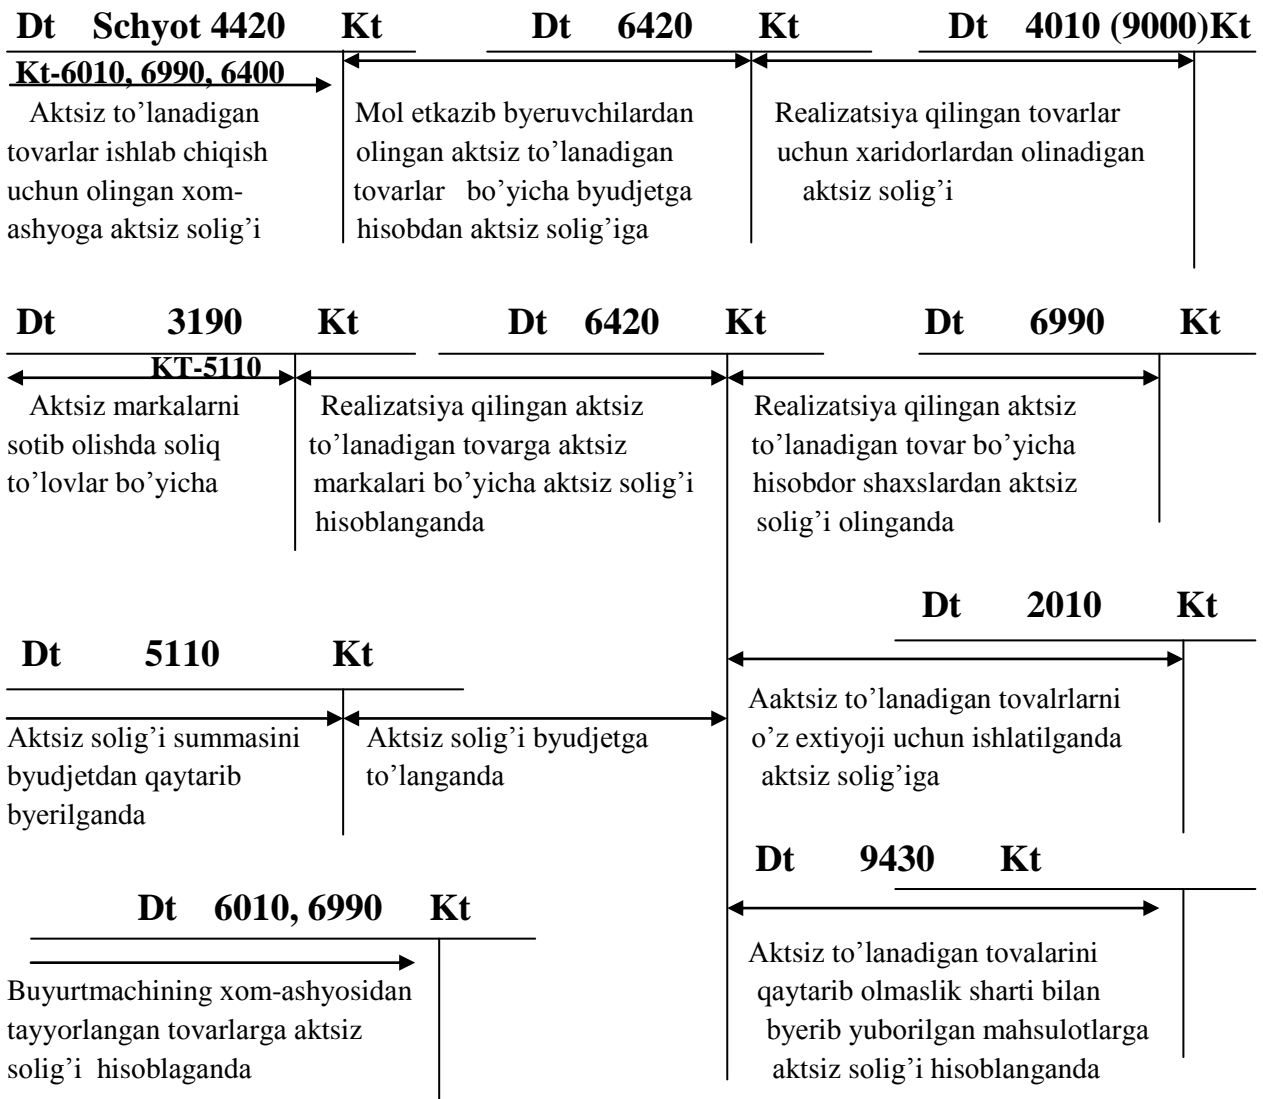 Dt Schyot 4420 Kt
Kt-6010, 6990, 6400
Aktsiz to’lanadigan
tovarlar ishlab chiqish
uchun olingan xom-
ashyoga aktsiz solig’i
Dt 6420 Kt
Mol etkazib byeruvchilardan
olingan aktsiz to’lanadigan
tovarlar bo’yicha byudjetga
hisobdan aktsiz solig’iga
Dt 4010 (9000)Kt
Realizatsiya qilingan tovarlar
uchun xaridorlardan olinadigan
aktsiz solig’i
Dt 3190 Kt
KT-5110
Aktsiz markalarni
sotib olishda soliq
to’lovlar bo’yicha
Dt 6420 Kt
Realizatsiya qilingan aktsiz
to’lanadigan tovarga aktsiz
markalari bo’yicha aktsiz solig’i
hisoblanganda
Dt 6990 Kt
Realizatsiya qilingan aktsiz
to’lanadigan tovar bo’yicha
hisobdor shaxslardan aktsiz
solig’i olinganda
Dt 5110 Kt
Aktsiz solig’i summasini
byudjetdan qaytarib
byerilganda
Aktsiz solig’i byudjetga
to’langanda
Dt 2010 Kt
Aaktsiz to’lanadigan tovalrlarni
o’z extiyoji uchun ishlatilganda
aktsiz solig’iga
Dt 6010, 6990 Kt
Buyurtmachining xom-ashyosidan
tayyorlangan tovarlarga aktsiz
solig’i hisoblaganda
Dt 9430 Kt
Aktsiz to’lanadigan tovalarini
qaytarib olmaslik sharti bilan
byerib yuborilgan mahsulotlarga
aktsiz solig’i hisoblanganda